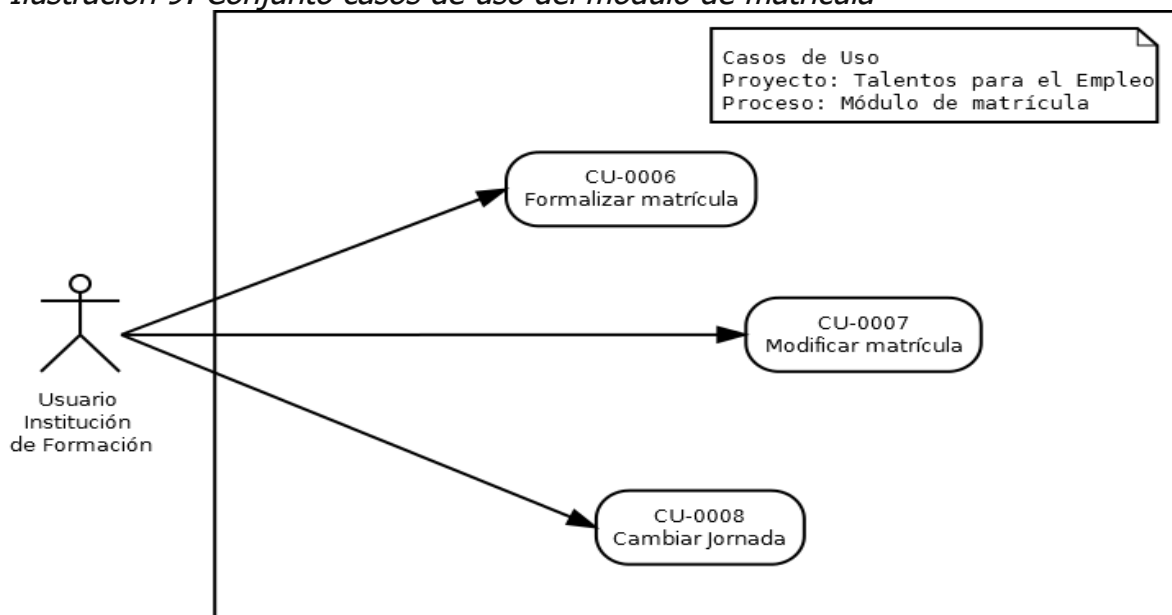 Ilustración 9. Conjunto casos de uso del módulo de matrícula
Casos de Uso
Proyecto: Talentos para el Empleo
Proceso: Módulo de matrícula
CU-0006
Formalizar matrícula
CU-0007
Modificar matrícula
Usuario
Institución
de Formación
CU-0008
Cambiar Jornada